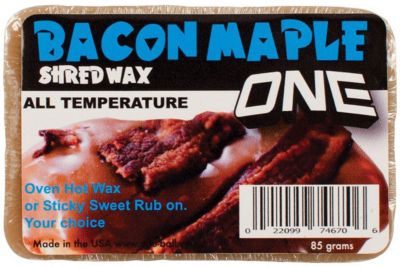 BACON MAPLE
SHRED WAX
ALL TEMPERATURE
ONE
Oven Hot Wax
or Sticky Sweet Rub on.
Your choice
0 22099 74670 6
Made in the USA
85 grams